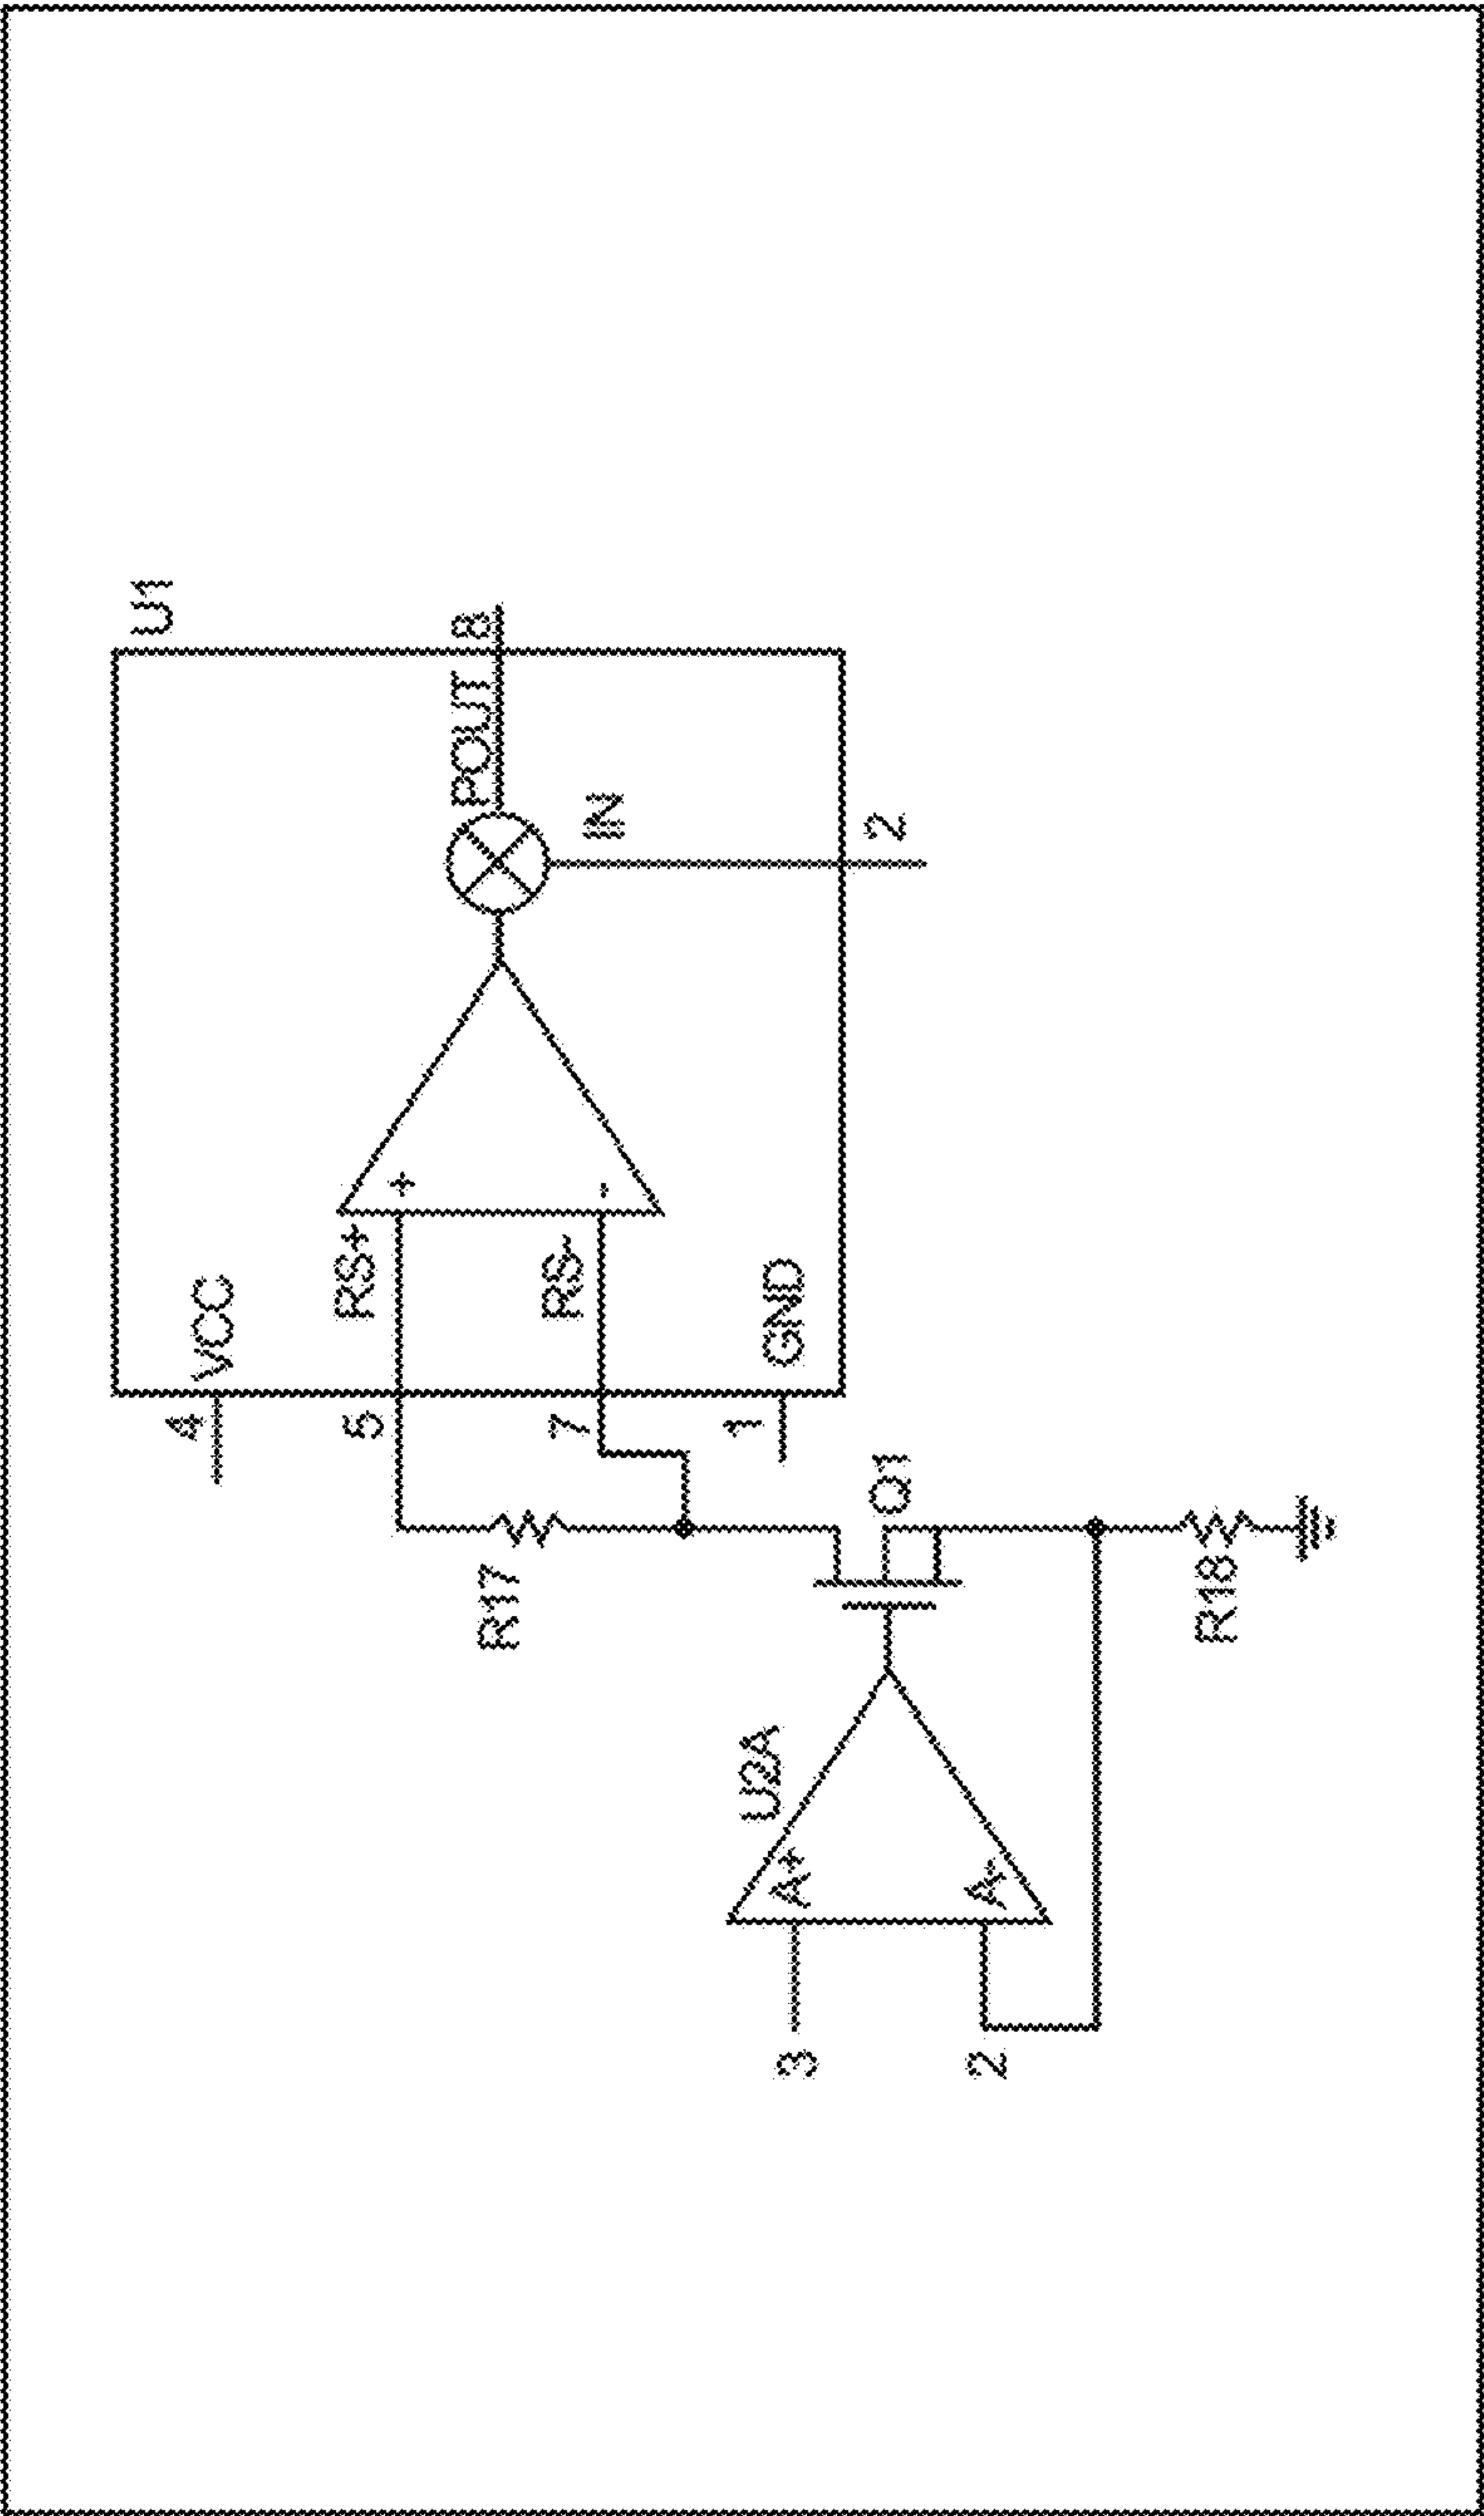 U1
4
VCC
5
RS+
+
POUT 8
IN
7
RS-
-
1
GND
2
R17
Q1
U2A
3
A+
2
A-
R18